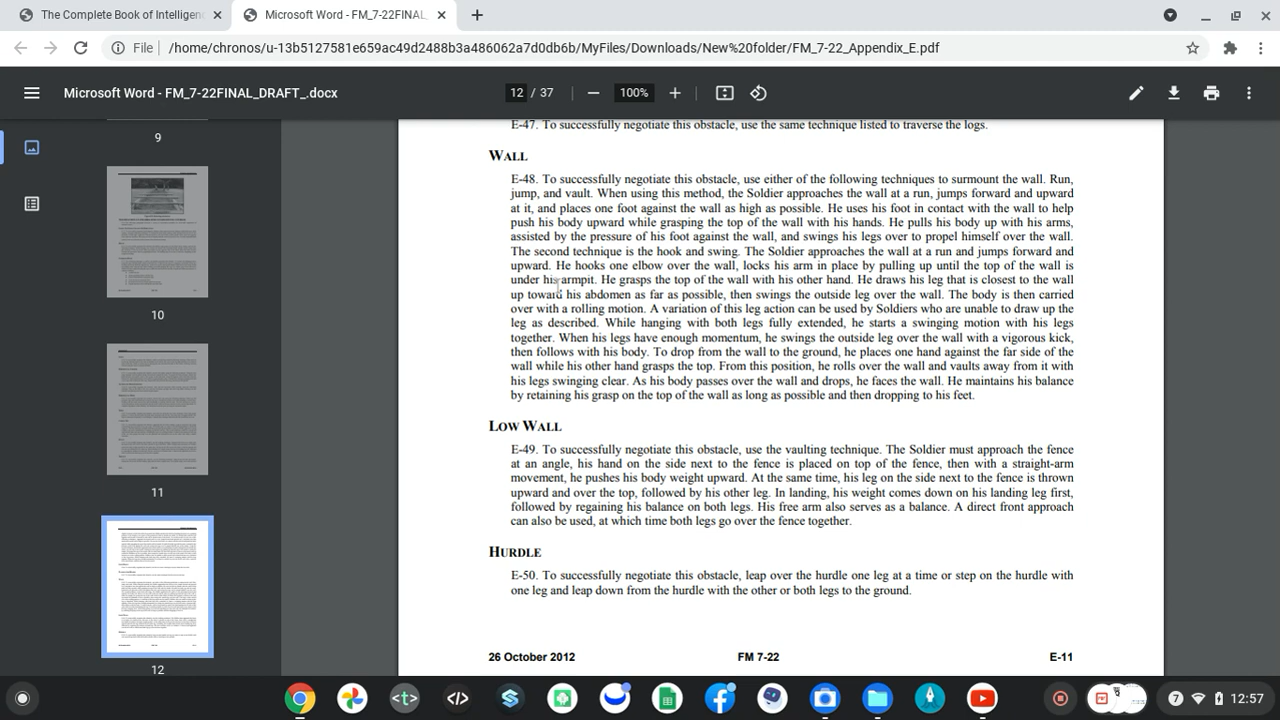 The Complete Book of Intelligen
Microsoft Word - FM_7-22FINAL_
File
/home/chronos/u-13b5127581e659ac49d2488b3a486062a7d0db6b/MyFiles/Downloads/New%20folder/FM_7-22_Appendix_E.pdf
Microsoft Word - FM_7-22FINAL_DRAFT_.docx
12 / 37
100%
9
10
11
12
E-47. To successfully negotiate this obstacle, use the same technique listed to traverse the logs.
WALL
E-48. To successfully negotiate this obstacle, use either of the following techniques to surmount the wall. Run,
jump, and vault. When using this method, the Soldier approaches the wall at a run, jumps forward and upward
at it, and places one foot against the wall as high as possible. He uses his foot in contact with the wall to help
push his body upward while grasping the top of the wall with his hands. He pulls his body up with his arms,
assisted by the pressure of his foot against the wall, and swings his legs over to propel himself over the wall.
The second technique is the hook and swing. The Soldier approaches the wall at a run and jumps forward and
upward. He hooks one elbow over the wall, locks his arm in place by pulling up until the top of the wall is
under his armpit. He grasps the top of the wall with his other hand. He draws his leg that is closest to the wall
up toward his abdomen as far as possible, then swings the outside leg over the wall. The body is then carried
over with a rolling motion. A variation of this leg action can be used by Soldiers who are unable to draw up the
leg as described. While hanging with both legs fully extended, he starts a swinging motion with his legs
together. When his legs have enough momentum, he swings the outside leg over the wall with a vigorous kick,
then follows with his body. To drop from the wall to the ground, he places one hand against the far side of the
wall while his other hand grasps the top. From this position, he rolls over the wall and vaults away from it with
his legs swinging clear. As his body passes over the wall and drops, he faces the wall. He maintains his balance
by retaining his grasp on the top of the wall as long as possible and then dropping to his feet.
LOW WALL
E-49. To successfully negotiate this obstacle, use the vaulting technique. The Soldier must approach the fence
at an angle, his hand on the side next to the fence is placed on top of the fence, then with a straight-arm
movement, he pushes his body weight upward. At the same time, his leg on the side next to the fence is thrown
upward and over the top, followed by his other leg. In landing, his weight comes down on his landing leg first,
followed by regaining his balance on both legs. His free arm also serves as a balance. A direct front approach
can also be used, at which time both legs go over the fence together.
HURDLE
E-50. To successfully negotiate this obstacle, leap over the hurdle one leg at a time or step on the hurdle with
one leg and leap down from the hurdle with the other or both legs to the ground.
26 October 2012
FM 7-22
E-11
7
12:57